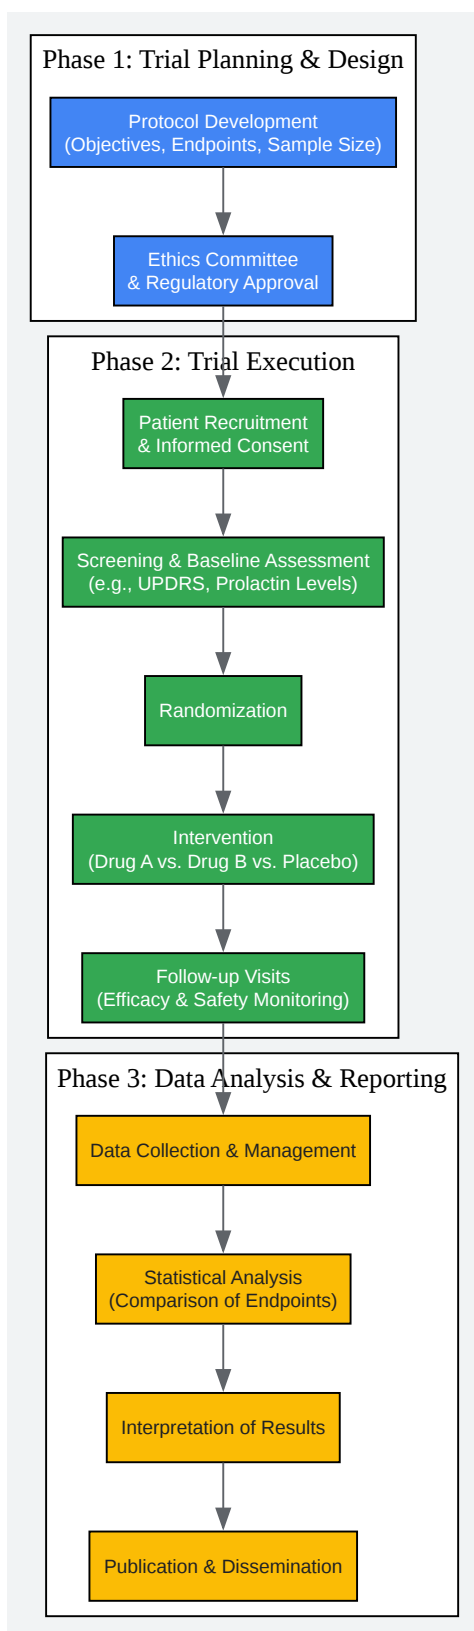 Phase 1: Trial Planning & Design
Protocol Development
(Objectives, Endpoints, Sample Size)
Ethics Committee
& Regulatory Approval
Phase 2: Trial Execution
Patient Recruitment
& Informed Consent
Screening & Baseline Assessment
(e.g., UPDRS, Prolactin Levels)
Randomization
Intervention
(Drug A vs. Drug B vs. Placebo)
Follow-up Visits
(Efficacy & Safety Monitoring)
Phase 3: Data Analysis & Reporting
Data Collection & Management
Statistical Analysis
(Comparison of Endpoints)
Interpretation of Results
Publication & Dissemination